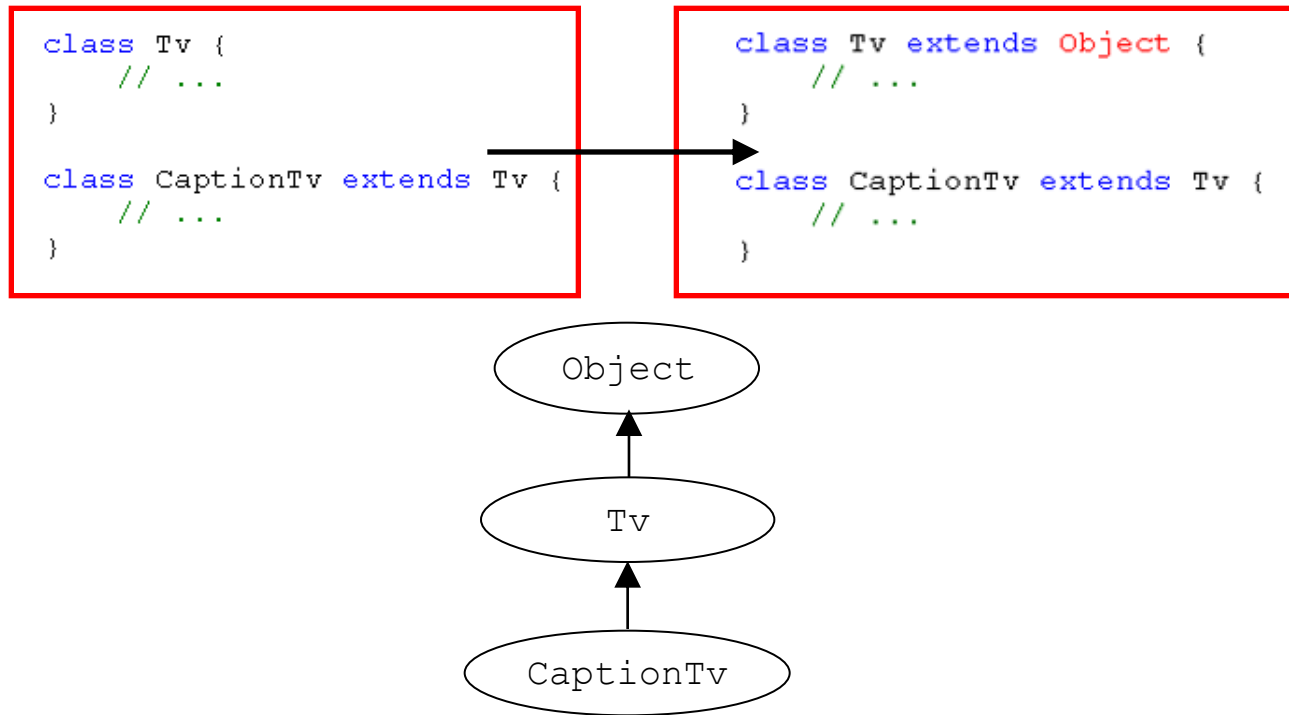 class Tv {
    // ...
}
class CaptionTv extends Tv {
    // ...
}
class Tv extends Object {
    // ...
}
class CaptionTv extends Tv {
    // ...
}
Object
Tv
CaptionTv